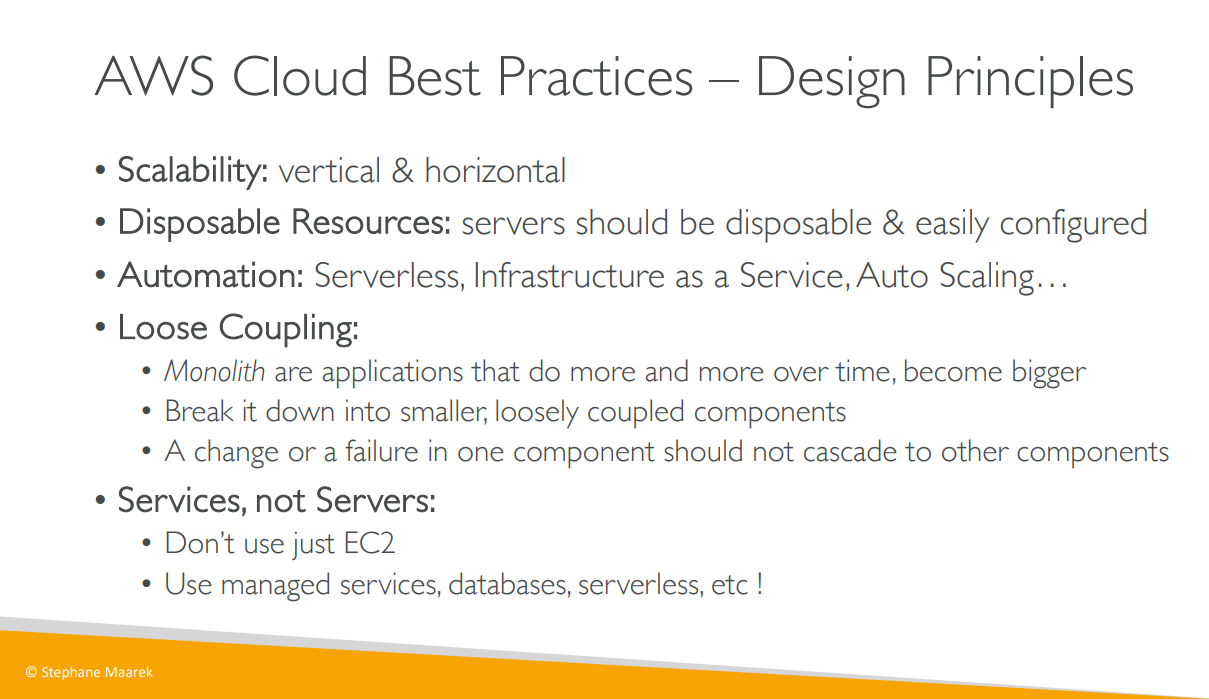 AWS Cloud Best Practices – Design Principles
• Scalability: vertical & horizontal
• Disposable Resources: servers should be disposable & easily configured
• Automation: Serverless, Infrastructure as a Service, Auto Scaling…
• Loose Coupling:
• Monolith are applications that do more and more over time, become bigger
• Break it down into smaller, loosely coupled components
• A change or a failure in one component should not cascade to other components
• Services, not Servers:
• Don’t use just EC2
• Use managed services, databases, serverless, etc !
© Stephane Maarek